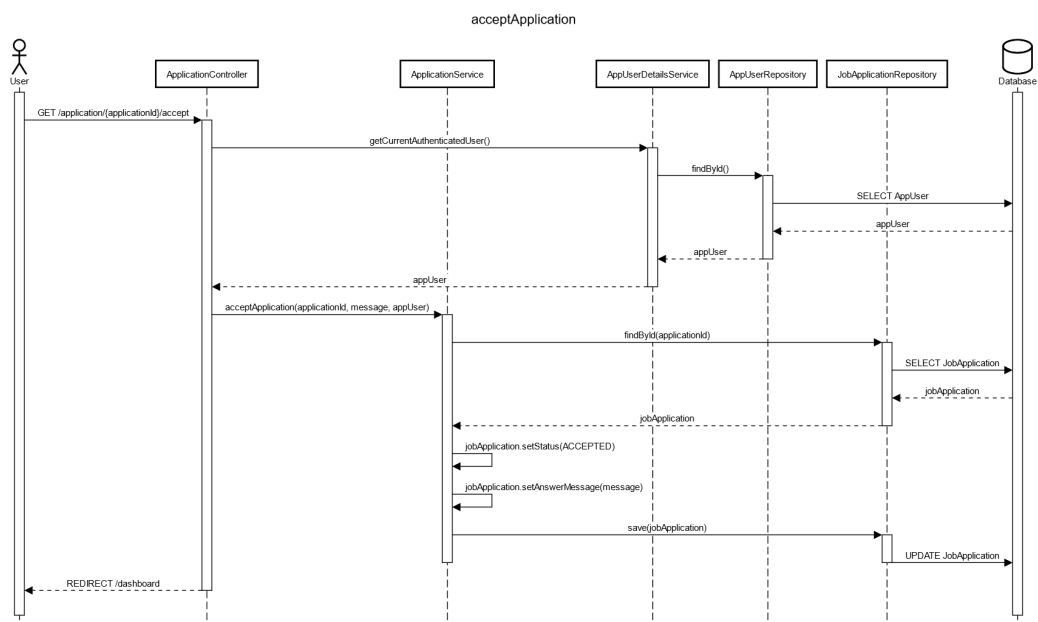 acceptApplication
User
ApplicationController
ApplicationService
AppUserDetailsService
AppUserRepository
JobApplicationRepository
Database
GET /application/{applicationId}/accept
getCurrentAuthenticatedUser()
findById()
SELECT AppUser
appUser
appUser
appUser
acceptApplication(applicationId, message, appUser)
findById(applicationId)
SELECT JobApplication
jobApplication
jobApplication
jobApplication.setStatus(ACCEPTED)
jobApplication.setAnswerMessage(message)
save(jobApplication)
UPDATE JobApplication
REDIRECT /dashboard